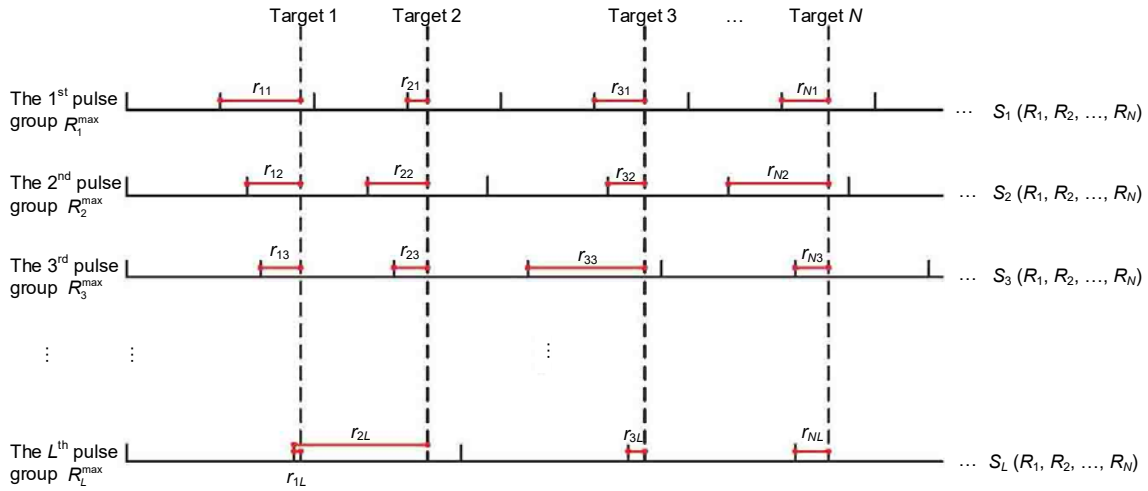 Target 1 Target 2 Target 3 … Target N
r11 r21 r31 rN1
The 1st pulse
group R1max
… S1 (R1, R2, …, RN)
r12 r22 r32 rN2
The 2nd pulse
group R2max
… S2 (R1, R2, …, RN)
r13 r23 r33 rN3
The 3rd pulse
group R3max
… S3 (R1, R2, …, RN)
⋮ ⋮ ⋮
r2L r3L rNL
The Lth pulse
group RLmax
… SL (R1, R2, …, RN)
r1L